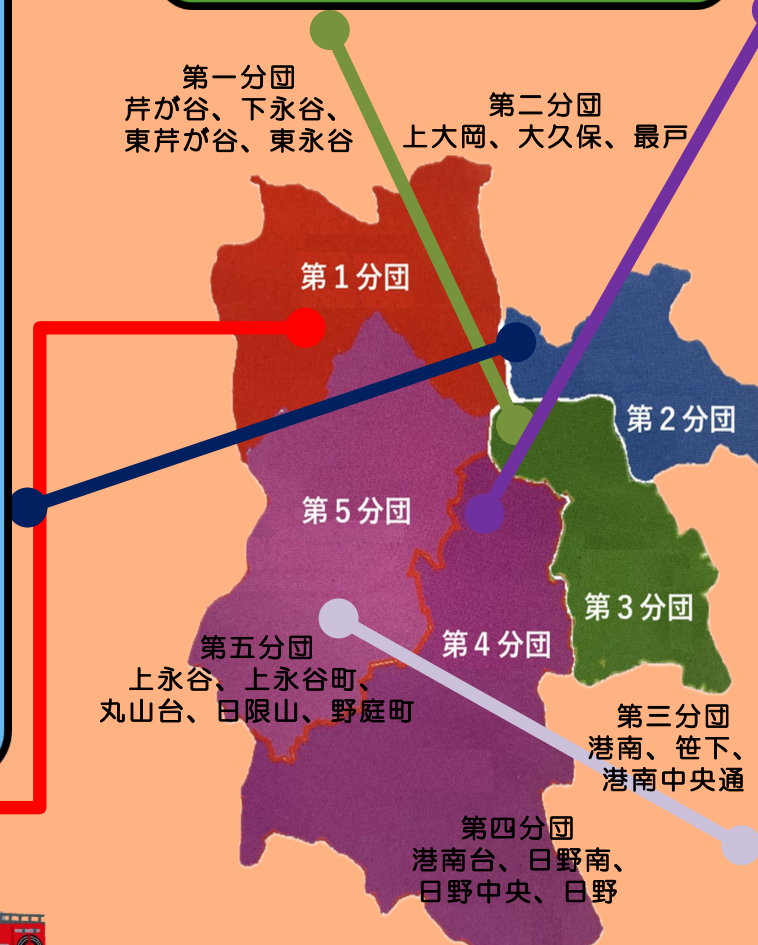 第一分団
芹が谷、下永谷、
東芹が谷、東永谷
第二分団
上大岡、大久保、最戸
第1分団
第2分団
第5分団
第3分団
第4分団
第五分団
上永谷、上永谷町、
丸山台、日限山、野庭町
第三分団
港南、笹下、
港南中央通
第四分団
港南台、日野南、
日野中央、日野